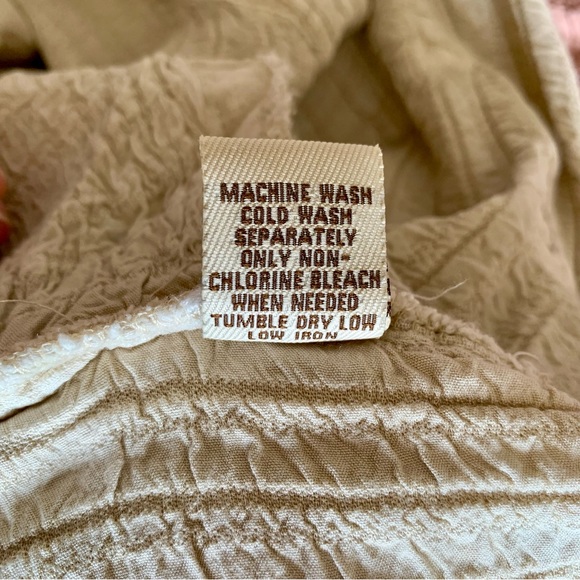 MACHINE WASH
COLD WASH
SEPARATELY
ONLY NON-
CHLORINE BLEACH
WHEN NEEDED
TUMBLE DRY LOW
LOW IRON